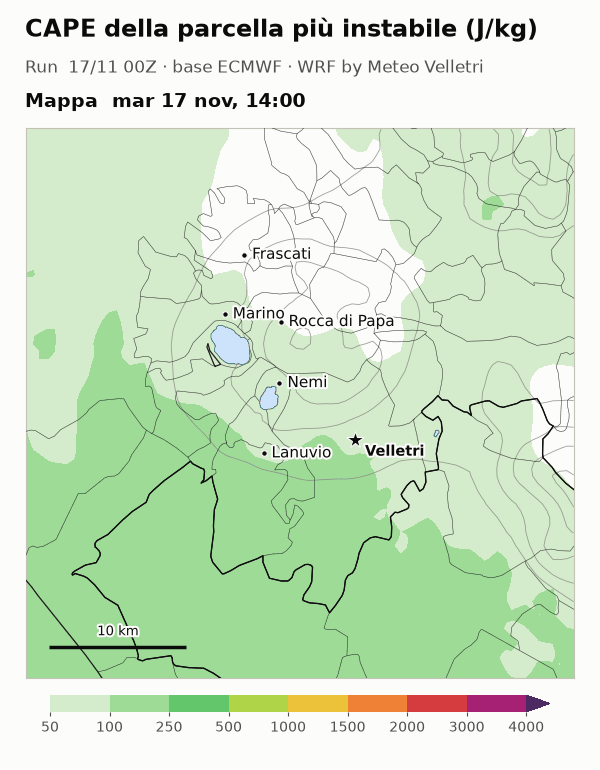 CAPE della parcella più instabile (J/kg)
Run  17/11 00Z · base ECMWF · WRF by Meteo Velletri
Mappa  mar 17 nov, 14:00
Frascati
Marino
Rocca di Papa
Nemi
Velletri
Lanuvio
10 km
50 100 250 500 1000 1500 2000 3000 4000